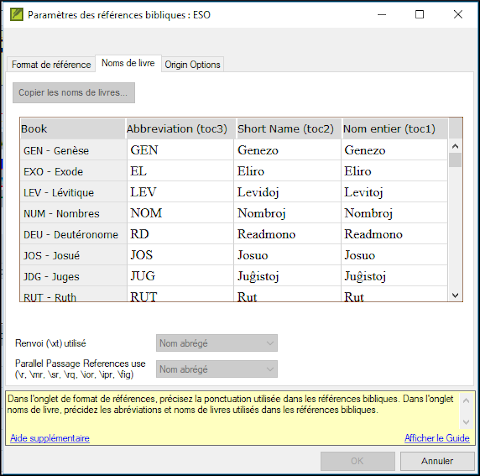 Paramètres des références bibliques : ESO
Format de référence Noms de livre Origin Options
Copier les noms de livres...
Book Abbreviation (toc3) Short Name (toc2) Nom entier (toc1)
GEN - Genèse GEN Genezo Genezo
EXO - Exode EL Eliro Eliro
LEV - Lévitique LEV Levidoj Levitoj
NUM - Nombres NOM Nombroj Nombroj
DEU - Deutéronome RD Readmono Readmono
JOS - Josué JOS Josuo Josuo
JDG - Juges JUG Juĝistoj Juĝistoj
RUT - Ruth RUT Rut Rut
Renvoi (\xt) utilisé Nom abrégé
Parallel Passage References use
(\r, \mr, \sr, \rq, \ior, \ipr, \fig) Nom abrégé
Dans l'onglet de format de références, précisez la ponctuation utilisée dans les références bibliques. Dans l'onglet
noms de livre, précidez les abréviations et noms de livres utilisés dans les références bibliques.
Aide supplémentaire Afficher le Guide
OK Annuler